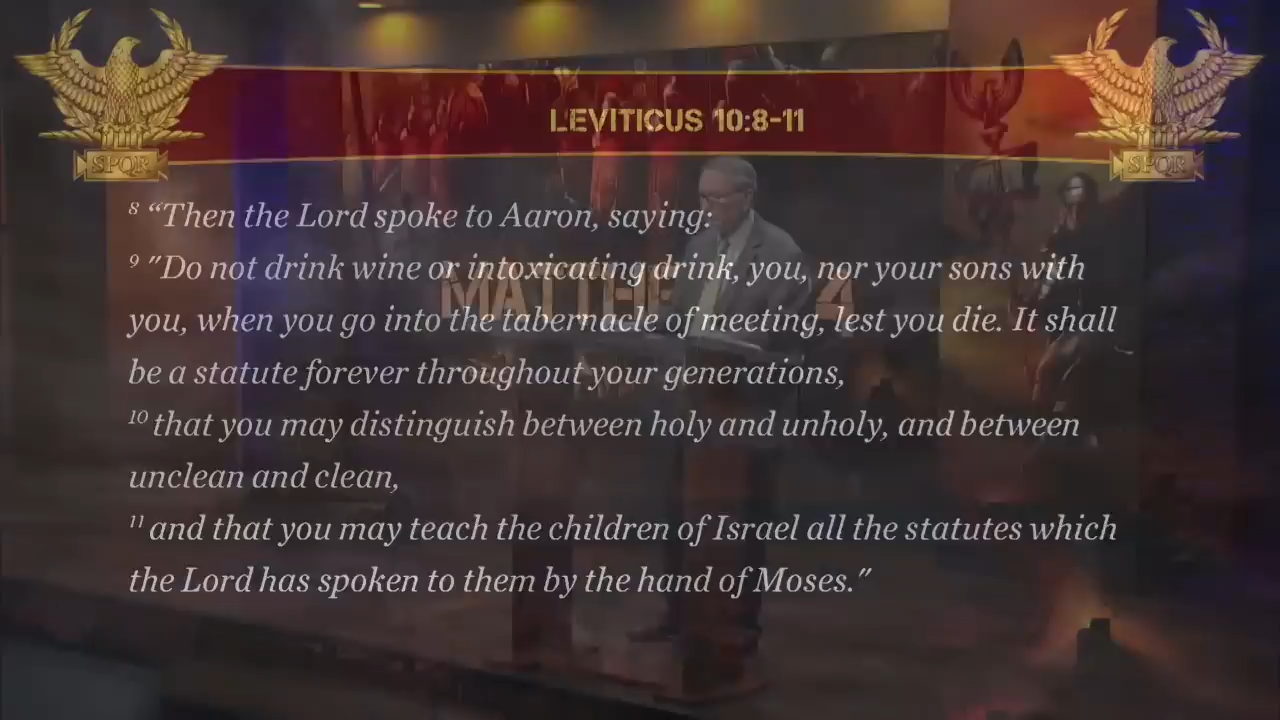 LEVITICUS 10:8-11
SPQR
SPQR
⁸ “Then the Lord spoke to Aaron, saying:
⁹ "Do not drink wine or intoxicating drink, you, nor your sons with
you, when you go into the tabernacle of meeting, lest you die. It shall
be a statute forever throughout your generations,
¹⁰ that you may distinguish between holy and unholy, and between
unclean and clean,
¹¹ and that you may teach the children of Israel all the statutes which
the Lord has spoken to them by the hand of Moses."
MATTHE 24